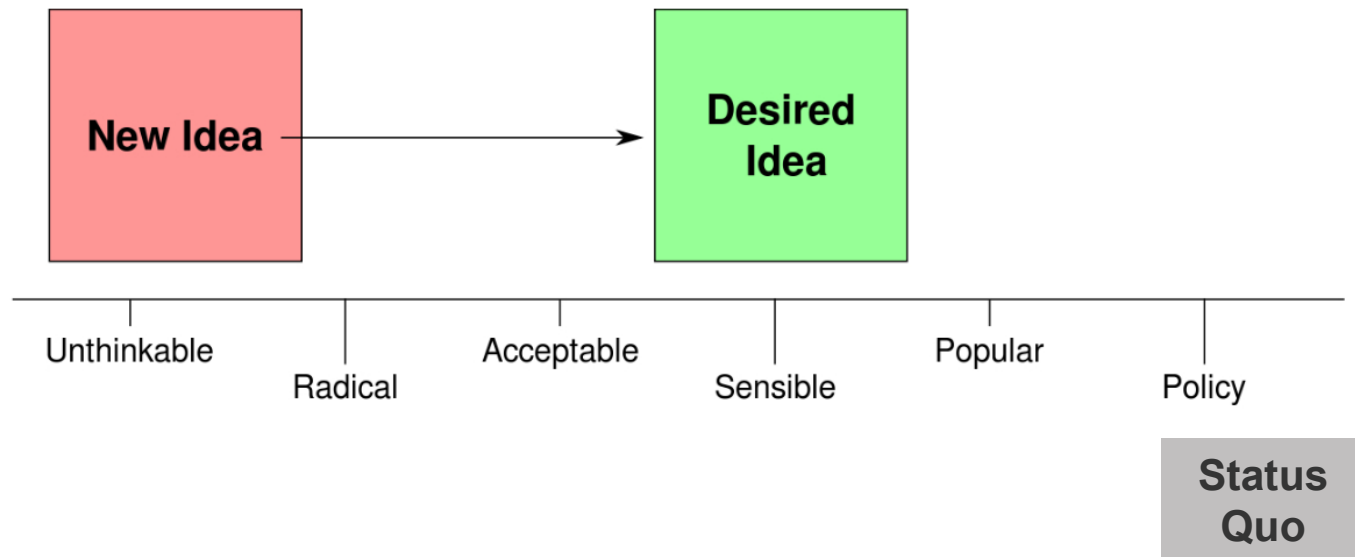 New Idea
Desired
Idea
Unthinkable
Radical
Acceptable
Sensible
Popular
Policy
Status
Quo